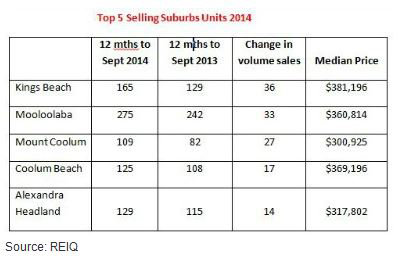 Top 5 Selling Suburbs Units 2014
12 mths to Sept 2014 12 mths to Sept 2013 Change in volume sales Median Price
Kings Beach 165 129 36 $381,196
Mooloolaba 275 242 33 $360,814
Mount Coolum 109 82 27 $300,925
Coolum Beach 125 108 17 $369,196
Alexandra
Headland 129 115 14 $317,802
Source: REIQ